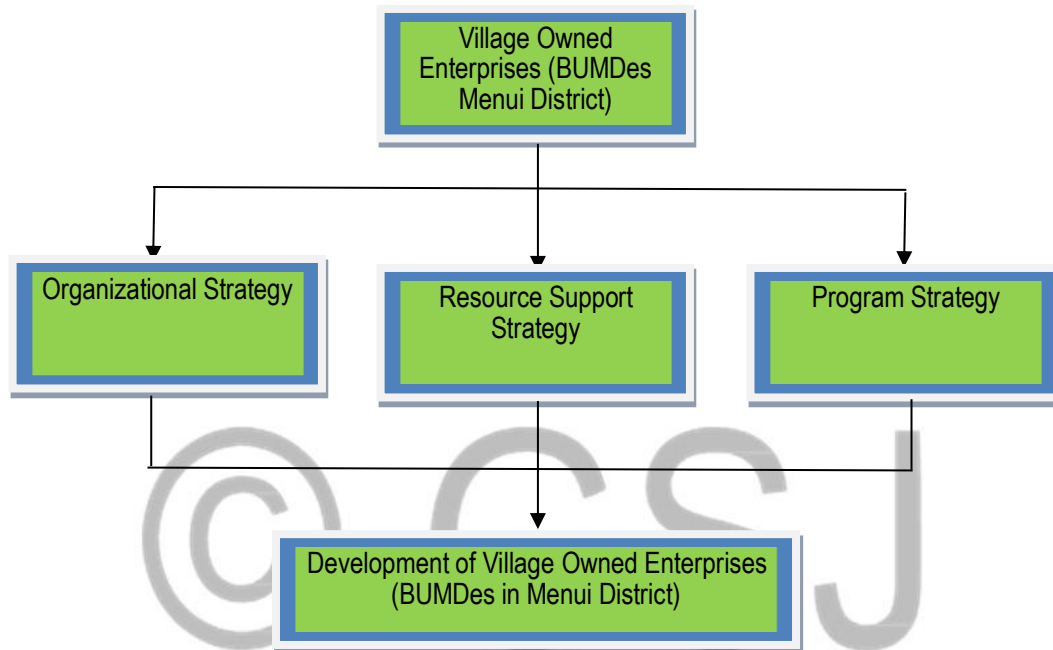 Village Owned
Enterprises (BUMDes
Menui District)
Organizational Strategy
Resource Support
Strategy
Program Strategy
© GSJ
Development of Village Owned Enterprises
(BUMDes in Menui District)